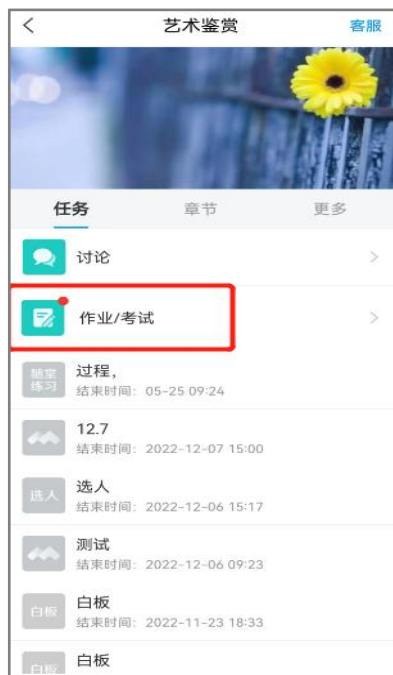 艺术鉴赏 客服
任务 章节 更多
讨论
作业/考试
随堂
练习
过程,
结束时间: 05-25 09:24
12.7
结束时间: 2022-12-07 15:00
选人
选人
结束时间: 2022-12-06 15:17
测试
结束时间: 2022-12-06 09:23
白板
白板
结束时间: 2022-11-23 18:33
白板
白板